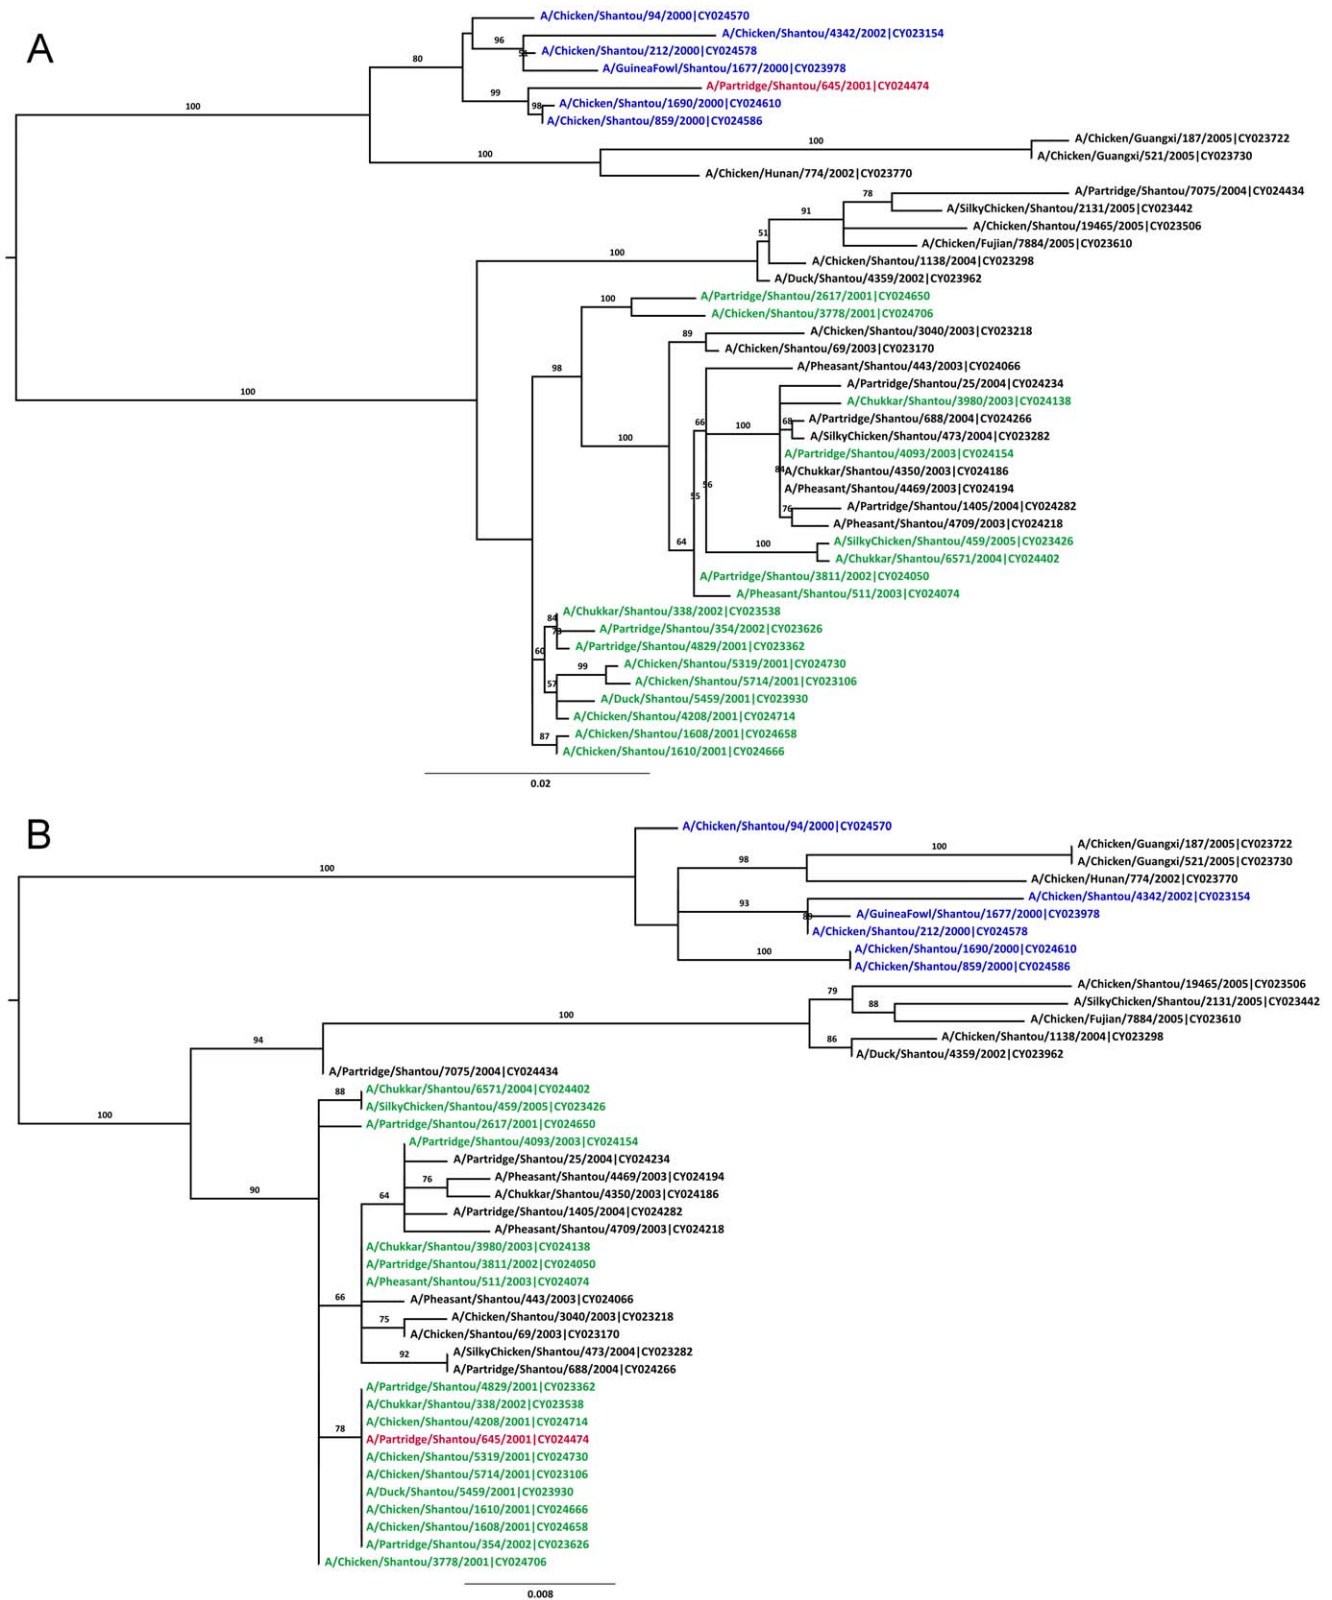 A
A/Chicken/Shantou/94/2000|CY024570
96
A/Chicken/Shantou/4342/2002|CY023154
80
A/Chicken/Shantou/212/2000|CY024578
A/GuineaFowl/Shantou/1677/2000|CY023978
99
A/Partridge/Shantou/645/2001|CY024474
98
A/Chicken/Shantou/1690/2000|CY024610
100
A/Chicken/Shantou/859/2000|CY024586
100
A/Chicken/Guangxi/187/2005|CY023722
100
A/Chicken/Guangxi/521/2005|CY023730
A/Chicken/Hunan/774/2002|CY023770
78
A/Partridge/Shantou/7075/2004|CY024434
91
A/SilkyChicken/Shantou/2131/2005|CY023442
51
A/Chicken/Shantou/19465/2005|CY023506
A/Chicken/Fujian/7884/2005|CY023610
100
A/Chicken/Shantou/1138/2004|CY023298
A/Duck/Shantou/4359/2002|CY023962
100
A/Partridge/Shantou/2617/2001|CY024650
A/Chicken/Shantou/3778/2001|CY024706
89
A/Chicken/Shantou/3040/2003|CY023218
A/Chicken/Shantou/69/2003|CY023170
98
A/Pheasant/Shantou/443/2003|CY024066
A/Partridge/Shantou/25/2004|CY024234
100
A/Chukkar/Shantou/3980/2003|CY024138
66
100
68
A/Partridge/Shantou/688/2004|CY024266
100
A/SilkyChicken/Shantou/473/2004|CY023282
A/Partridge/Shantou/4093/2003|CY024154
84
A/Chukkar/Shantou/4350/2003|CY024186
56
A/Pheasant/Shantou/4469/2003|CY024194
55
76
A/Partridge/Shantou/1405/2004|CY024282
A/Pheasant/Shantou/4709/2003|CY024218
64
100
A/SilkyChicken/Shantou/459/2005|CY023426
A/Chukkar/Shantou/6571/2004|CY024402
A/Partridge/Shantou/3811/2002|CY024050
A/Pheasant/Shantou/511/2003|CY024074
84
A/Chukkar/Shantou/338/2002|CY023538
A/Partridge/Shantou/354/2002|CY023626
60
A/Partridge/Shantou/4829/2001|CY023362
99
A/Chicken/Shantou/5319/2001|CY024730
57
A/Chicken/Shantou/5714/2001|CY023106
A/Duck/Shantou/5459/2001|CY023930
A/Chicken/Shantou/4208/2001|CY024714
87
A/Chicken/Shantou/1608/2001|CY024658
A/Chicken/Shantou/1610/2001|CY024666
0.02
B
A/Chicken/Shantou/94/2000|CY024570
100
A/Chicken/Guangxi/187/2005|CY023722
100
98
A/Chicken/Guangxi/521/2005|CY023730
A/Chicken/Hunan/774/2002|CY023770
93
A/Chicken/Shantou/4342/2002|CY023154
A/GuineaFowl/Shantou/1677/2000|CY023978
A/Chicken/Shantou/212/2000|CY024578
100
A/Chicken/Shantou/1690/2000|CY024610
A/Chicken/Shantou/859/2000|CY024586
79
A/Chicken/Shantou/19465/2005|CY023506
88
A/SilkyChicken/Shantou/2131/2005|CY023442
100
A/Chicken/Fujian/7884/2005|CY023610
94
86
A/Chicken/Shantou/1138/2004|CY023298
A/Duck/Shantou/4359/2002|CY023962
A/Partridge/Shantou/7075/2004|CY024434
88
A/Chukkar/Shantou/6571/2004|CY024402
100
A/SilkyChicken/Shantou/459/2005|CY023426
A/Partridge/Shantou/2617/2001|CY024650
A/Partridge/Shantou/4093/2003|CY024154
A/Partridge/Shantou/25/2004|CY024234
76
A/Pheasant/Shantou/4469/2003|CY024194
90
64
A/Chukkar/Shantou/4350/2003|CY024186
A/Partridge/Shantou/1405/2004|CY024282
A/Pheasant/Shantou/4709/2003|CY024218
A/Chukkar/Shantou/3980/2003|CY024138
A/Partridge/Shantou/3811/2002|CY024050
A/Pheasant/Shantou/511/2003|CY024074
66
A/Pheasant/Shantou/443/2003|CY024066
75
A/Chicken/Shantou/3040/2003|CY023218
A/Chicken/Shantou/69/2003|CY023170
92
A/SilkyChicken/Shantou/473/2004|CY023282
A/Partridge/Shantou/688/2004|CY024266
A/Partridge/Shantou/4829/2001|CY023362
A/Chukkar/Shantou/338/2002|CY023538
78
A/Chicken/Shantou/4208/2001|CY024714
A/Partridge/Shantou/645/2001|CY024474
A/Chicken/Shantou/5319/2001|CY024730
A/Chicken/Shantou/5714/2001|CY023106
A/Duck/Shantou/5459/2001|CY023930
A/Chicken/Shantou/1610/2001|CY024666
A/Chicken/Shantou/1608/2001|CY024658
A/Partridge/Shantou/354/2002|CY023626
A/Chicken/Shantou/3778/2001|CY024706
0.008